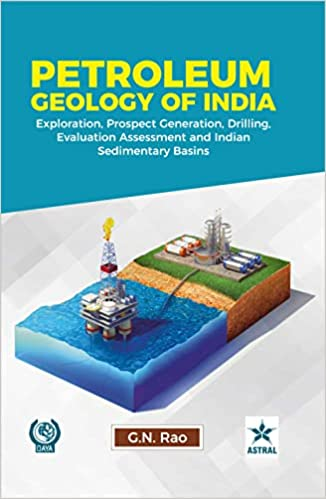 PETROLEUM
GEOLOGY OF INDIA
Exploration, Prospect Generation, Drilling,
Evaluation Assessment and Indian
Sedimentary Basins
G.N. Rao
DAYA
ASTRAL